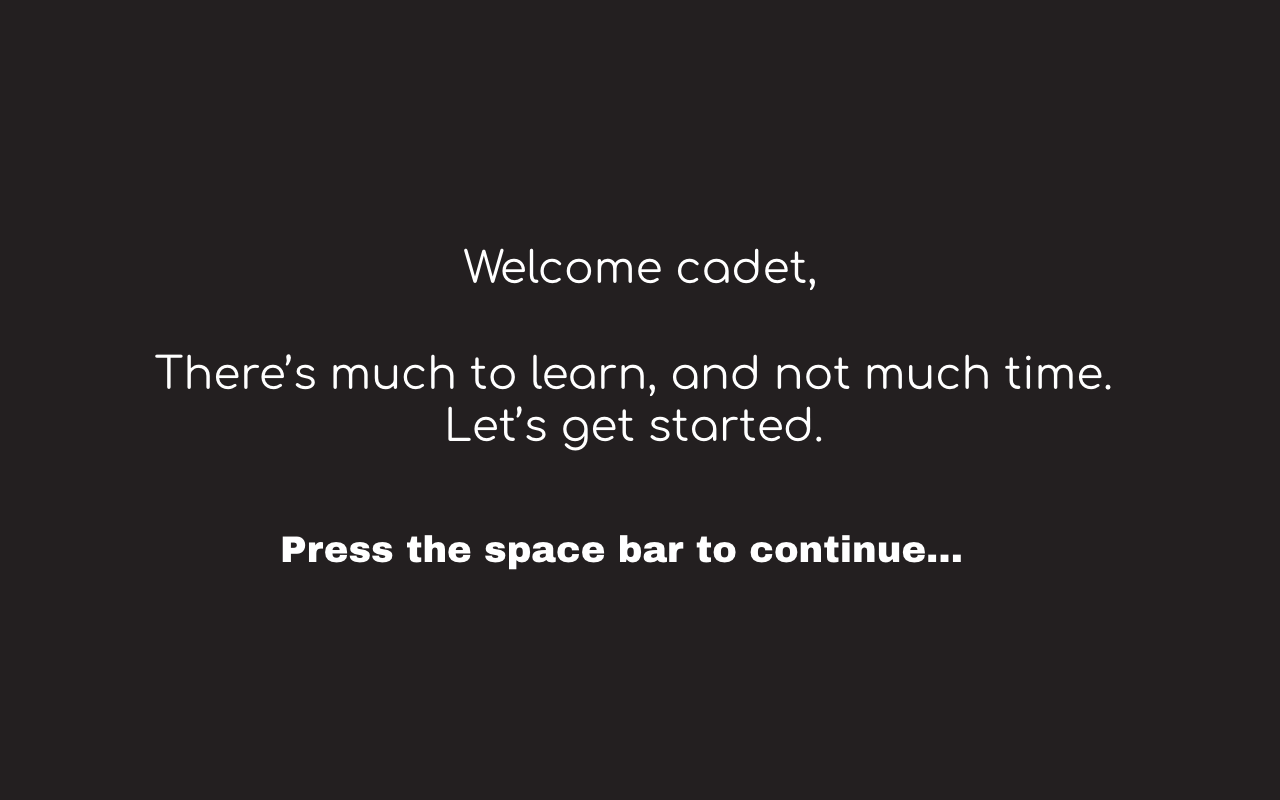 Welcome cadet,
There’s much to learn, and not much time.
Let’s get started.
Press the space bar to continue...